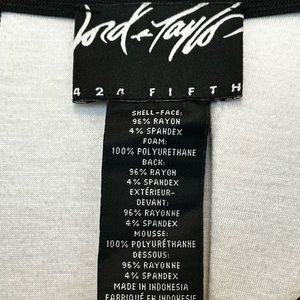 Lord & Taylor
424 FIFTH
SHELL-FACE:
96% RAYON
4% SPANDEX
FOAM:
100% POLYURETHANE
BACK:
96% RAYON
4% SPANDEX
EXTÉRIEUR-
DEVANT:
96% RAYONNE
4% SPANDEX
MOUSSE:
100% POLYURÉTHANNE
DESSOUS:
96% RAYONNE
4% SPANDEX
MADE IN INDONESIA
FABRIQUÉ EN INDONÉSIE